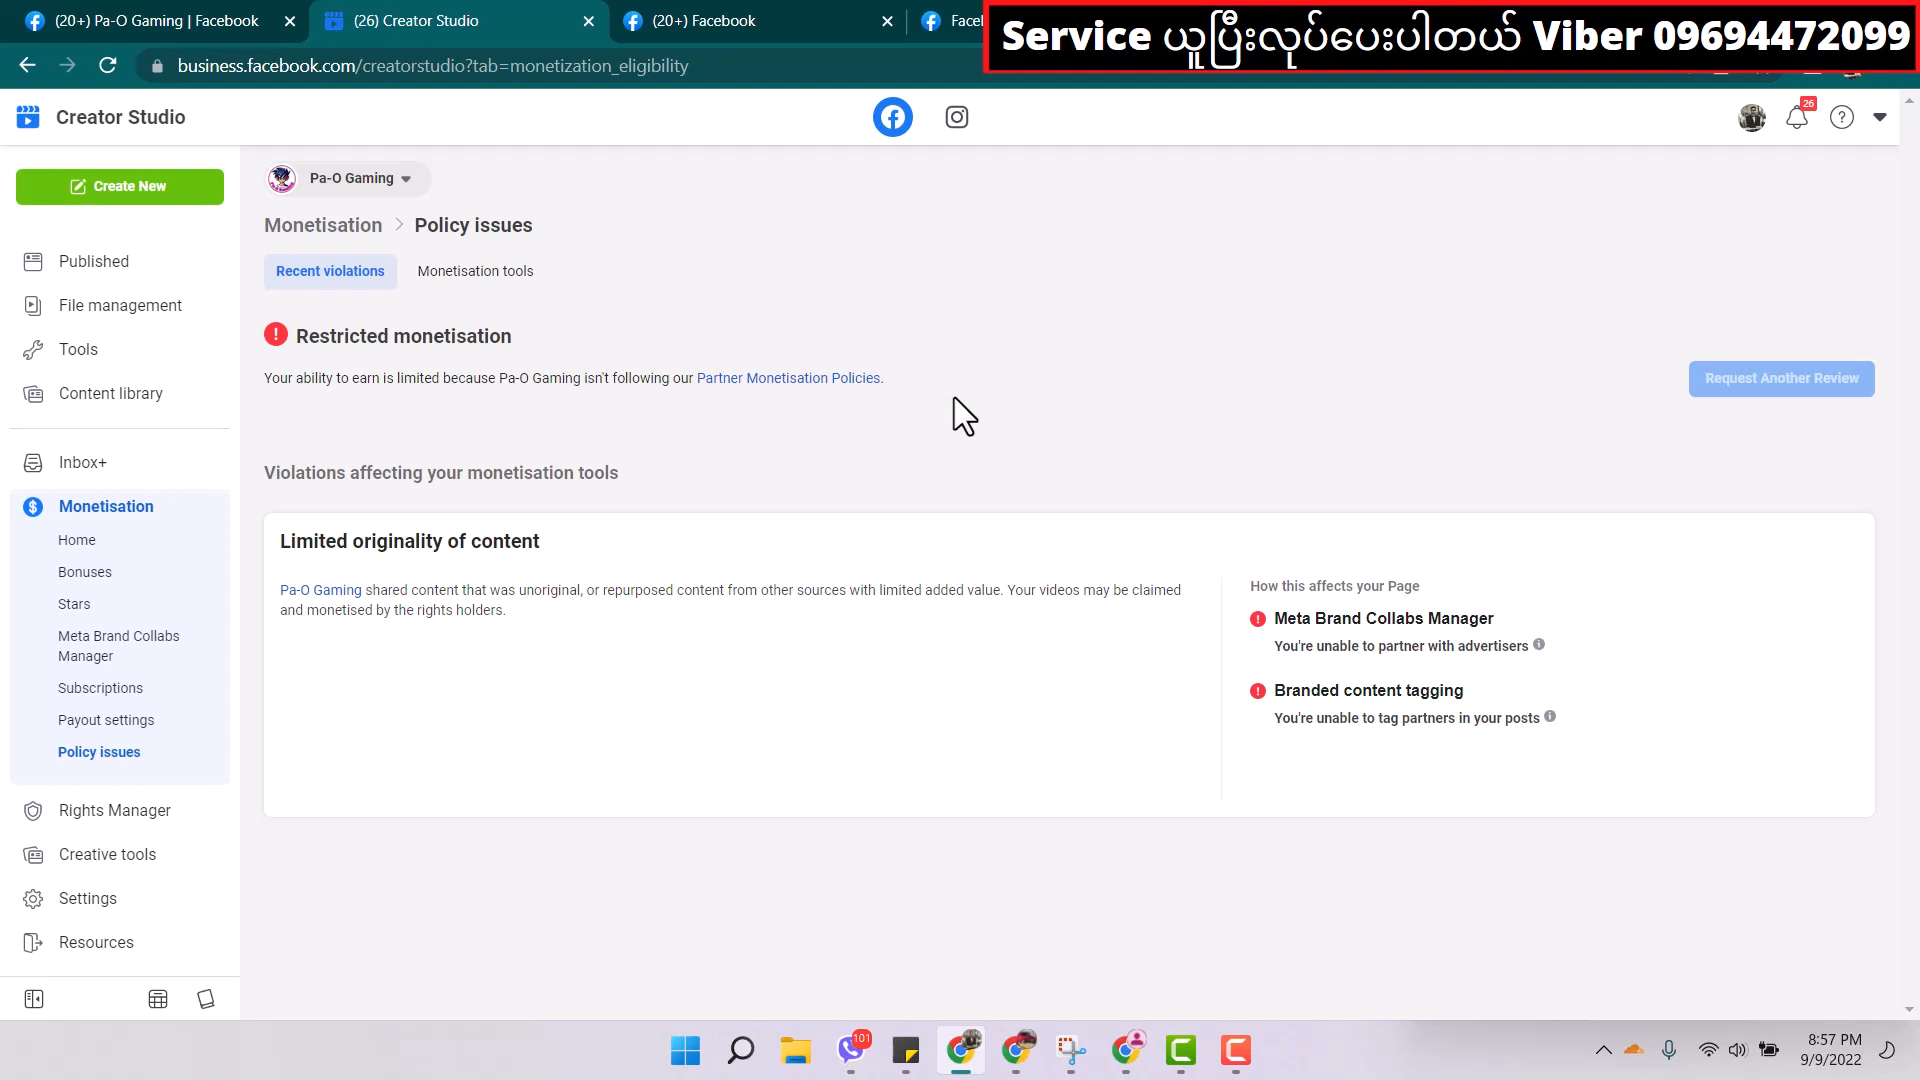 (20+) Pa-O Gaming | Facebook
(26) Creator Studio
(20+) Facebook
Service ယူပြီးလုပ်ပေးပါတယ် Viber 09694472099
business.facebook.com/creatorstudio?tab=monetization_eligibility
Creator Studio
26
Create New
Published
File management
Tools
Content library
Inbox+
Monetisation
Home
Bonuses
Stars
Meta Brand Collabs
Manager
Subscriptions
Payout settings
Policy issues
Rights Manager
Creative tools
Settings
Resources
Pa-O Gaming
Monetisation > Policy issues
Recent violations
Monetisation tools
Restricted monetisation
Your ability to earn is limited because Pa-O Gaming isn't following our Partner Monetisation Policies.
Request Another Review
Violations affecting your monetisation tools
Limited originality of content
Pa-O Gaming shared content that was unoriginal, or repurposed content from other sources with limited added value. Your videos may be claimed
and monetised by the rights holders.
How this affects your Page
Meta Brand Collabs Manager
You're unable to partner with advertisers
Branded content tagging
You're unable to tag partners in your posts
101
8:57 PM
9/9/2022